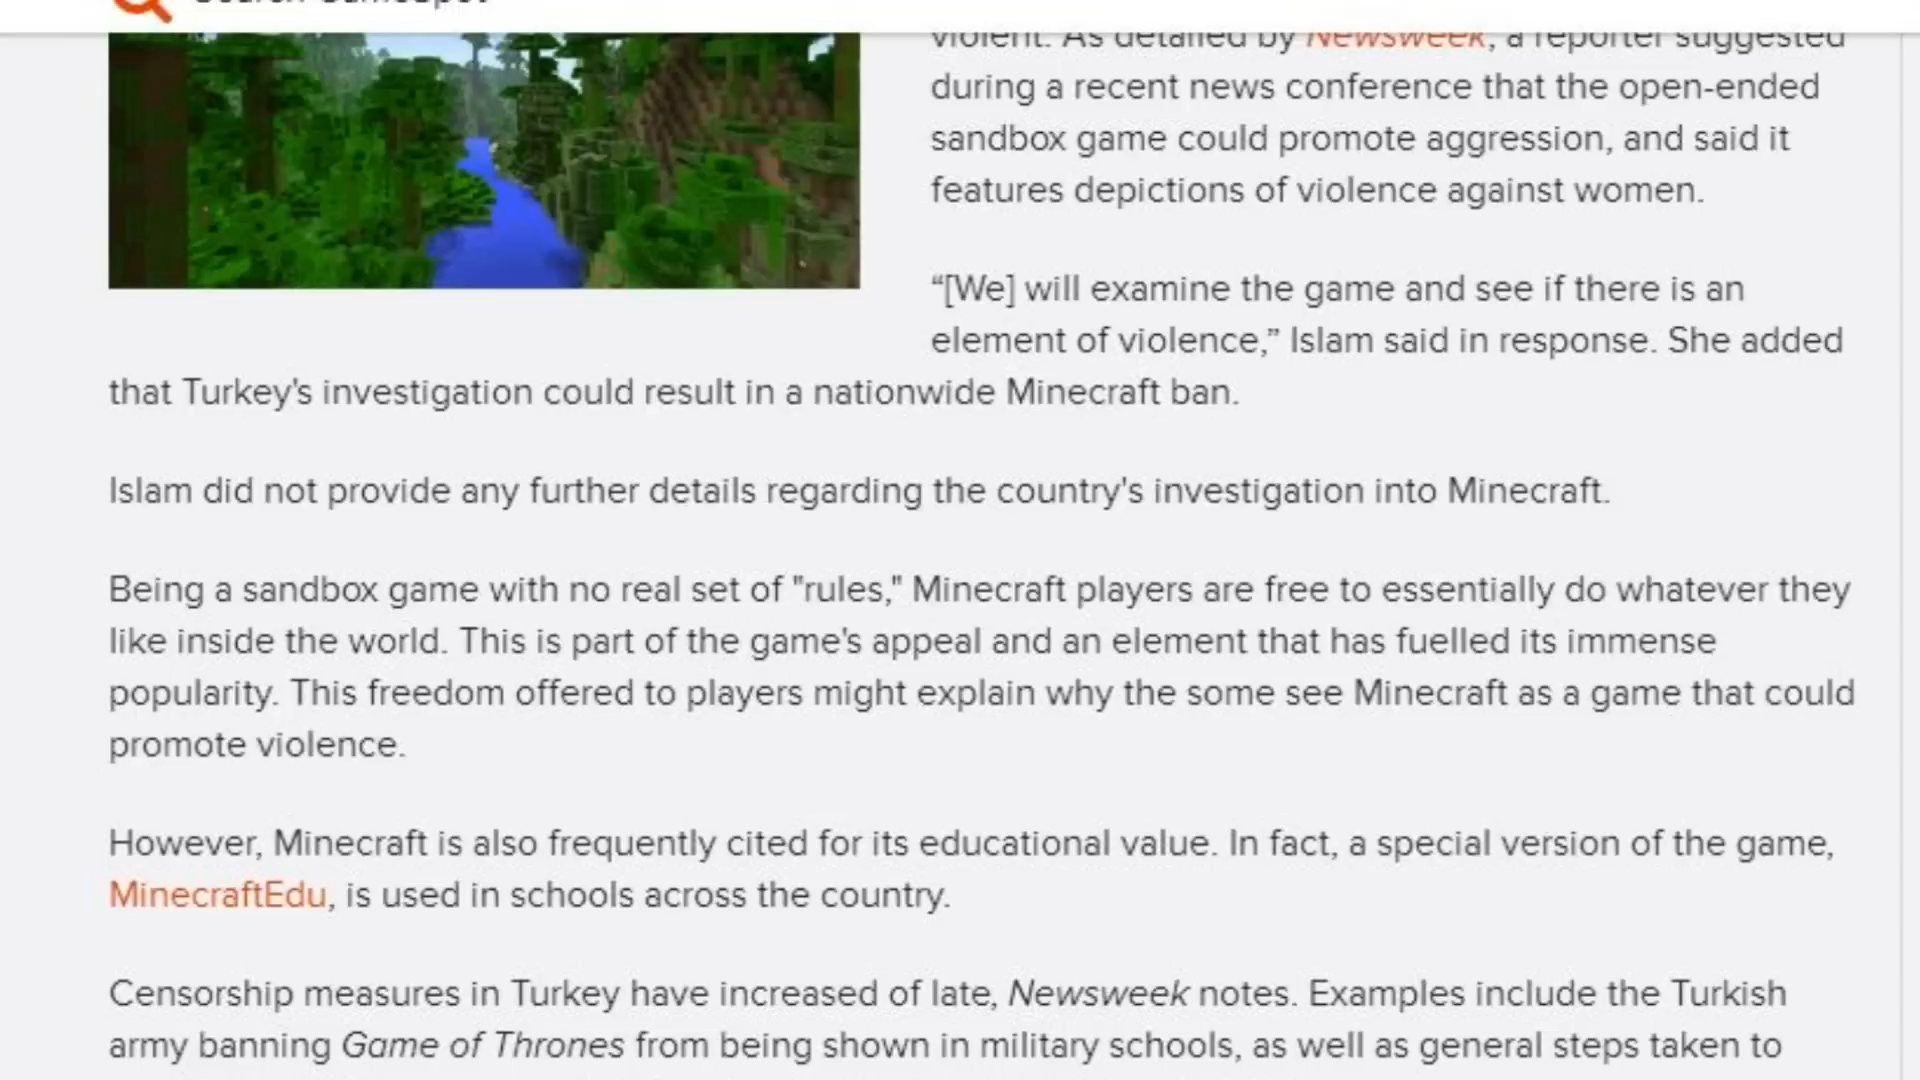 Search GameSpot
violent. As detailed by Newsweek, a reporter suggested
during a recent news conference that the open-ended
sandbox game could promote aggression, and said it
features depictions of violence against women.
“[We] will examine the game and see if there is an
element of violence,” Islam said in response. She added
that Turkey's investigation could result in a nationwide Minecraft ban.
Islam did not provide any further details regarding the country's investigation into Minecraft.
Being a sandbox game with no real set of "rules," Minecraft players are free to essentially do whatever they
like inside the world. This is part of the game's appeal and an element that has fuelled its immense
popularity. This freedom offered to players might explain why the some see Minecraft as a game that could
promote violence.
However, Minecraft is also frequently cited for its educational value. In fact, a special version of the game,
MinecraftEdu, is used in schools across the country.
Censorship measures in Turkey have increased of late, Newsweek notes. Examples include the Turkish
army banning Game of Thrones from being shown in military schools, as well as general steps taken to